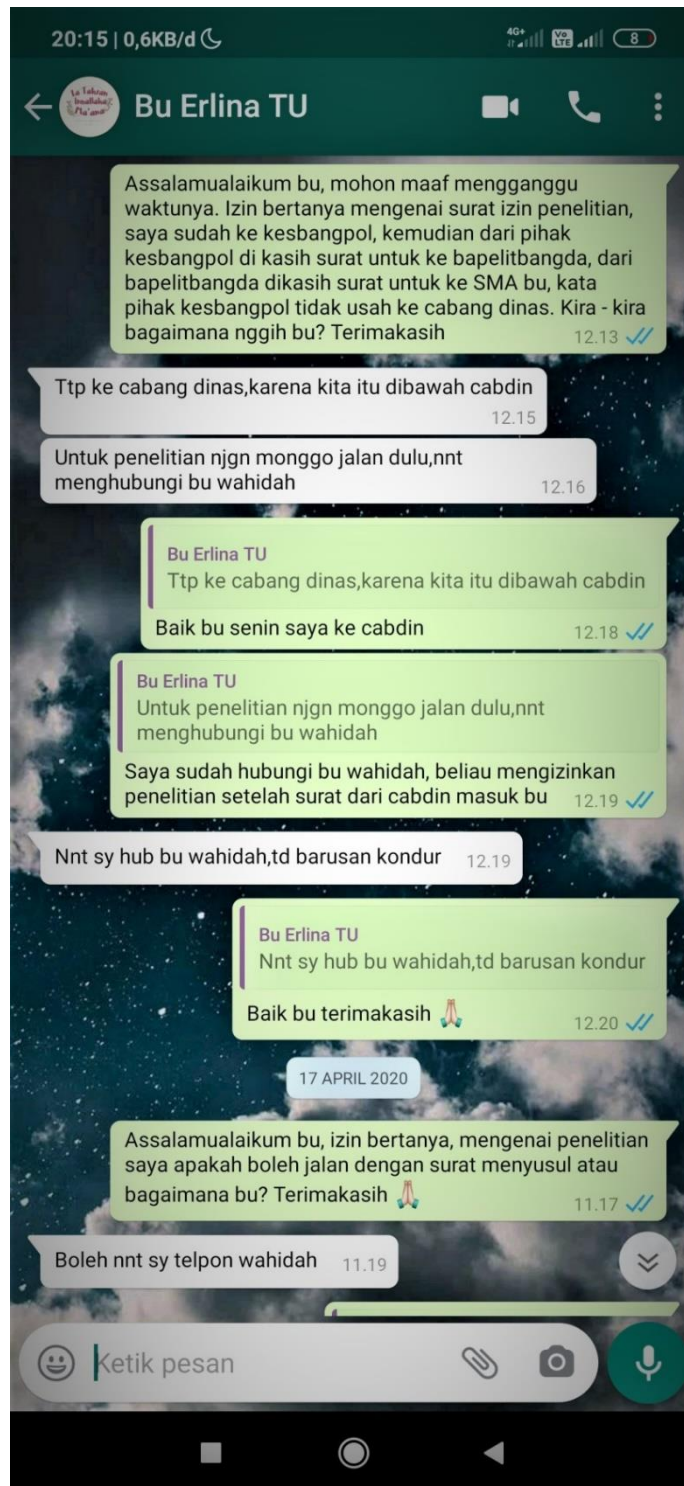 20:15 | 0,6KB/d
4G+
Vo LTE
8
Bu Erlina TU
Assalamualaikum bu, mohon maaf mengganggu
waktunya. Izin bertanya mengenai surat izin penelitian,
saya sudah ke kesbangpol, kemudian dari pihak
kesbangpol di kasih surat untuk ke bapelitbangda, dari
bapelitbangda dikasih surat untuk ke SMA bu, kata
pihak kesbangpol tidak usah ke cabang dinas. Kira - kira
bagaimana nggih bu? Terimakasih 12.13
Ttp ke cabang dinas,karena kita itu dibawah cabdin
12.15
Untuk penelitian njgn monggo jalan dulu,nnt
menghubungi bu wahidah 12.16
Bu Erlina TU
Ttp ke cabang dinas,karena kita itu dibawah cabdin
Baik bu senin saya ke cabdin 12.18
Bu Erlina TU
Untuk penelitian njgn monggo jalan dulu,nnt
menghubungi bu wahidah
Saya sudah hubungi bu wahidah, beliau mengizinkan
penelitian setelah surat dari cabdin masuk bu 12.19
Nnt sy hub bu wahidah,td barusan kondur 12.19
Bu Erlina TU
Nnt sy hub bu wahidah,td barusan kondur
Baik bu terimakasih 🙏 12.20
17 APRIL 2020
Assalamualaikum bu, izin bertanya, mengenai penelitian
saya apakah boleh jalan dengan surat menyusul atau
bagaimana bu? Terimakasih 🙏 11.17
Boleh nnt sy telpon wahidah 11.19
Ketik pesan